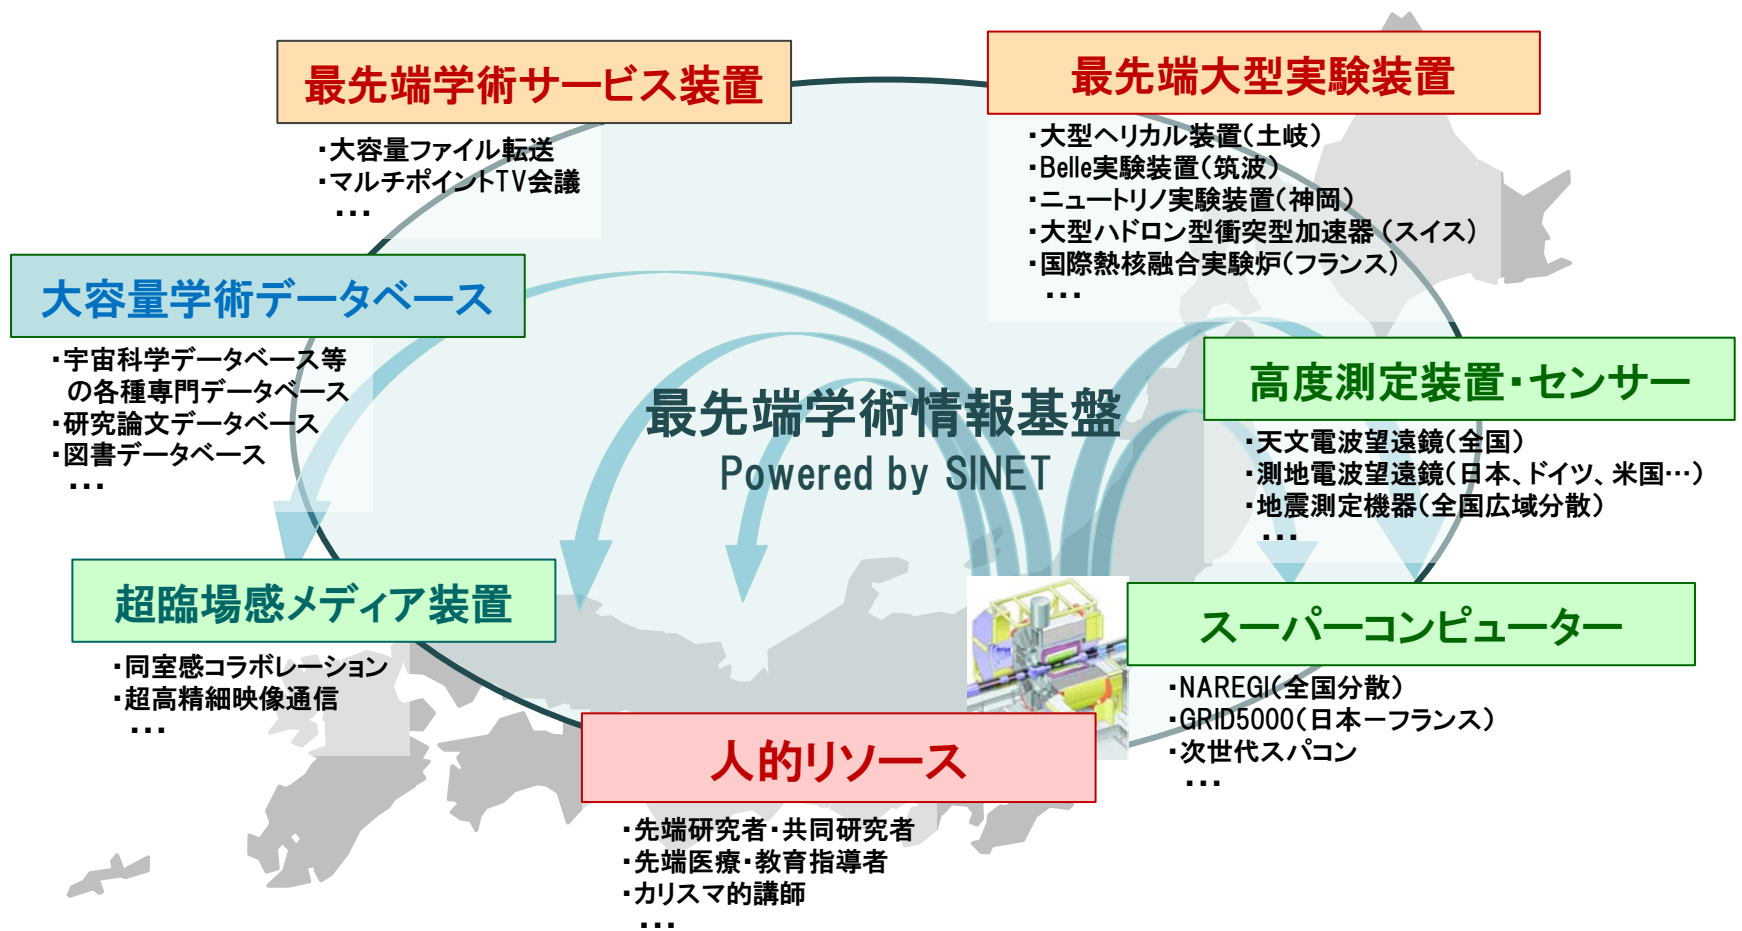 最先端学術サービス装置
・大容量ファイル転送
・マルチポイントTV会議
・・・
最先端大型実験装置
・大型ヘリカル装置(土岐)
・Belle実験装置(筑波)
・ニュートリノ実験装置(神岡)
・大型ハドロン型衝突型加速器(スイス)
・国際熱核融合実験炉(フランス)
・・・
大容量学術データベース
・宇宙科学データベース等
の各種専門データベース
・研究論文データベース
・図書データベース
・・・
最先端学術情報基盤
Powered by SINET
高度測定装置・センサー
・天文電波望遠鏡(全国)
・測地電波望遠鏡(日本、ドイツ、米国…)
・地震測定機器(全国広域分散)
・・・
超臨場感メディア装置
・同室感コラボレーション
・超高精細映像通信
・・・
スーパーコンピューター
・NAREGI(全国分散)
・GRID5000(日本ーフランス)
・次世代スパコン
・・・
人的リソース
・先端研究者・共同研究者
・先端医療・教育指導者
・カリスマ的講師
・・・